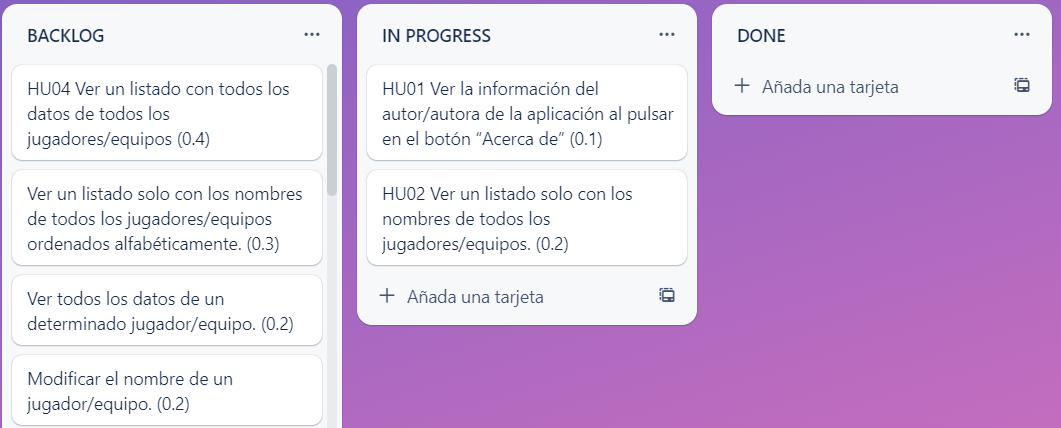 BACKLOG
HU04 Ver un listado con todos los
datos de todos los
jugadores/equipos (0.4)
Ver un listado solo con los nombres
de todos los jugadores/equipos
ordenados alfabéticamente. (0.3)
Ver todos los datos de un
determinado jugador/equipo. (0.2)
Modificar el nombre de un
jugador/equipo. (0.2)
IN PROGRESS
HU01 Ver la información del
autor/autora de la aplicación al pulsar
en el botón “Acerca de” (0.1)
HU02 Ver un listado solo con los
nombres de todos los
jugadores/equipos. (0.2)
Añada una tarjeta
DONE
Añada una tarjeta